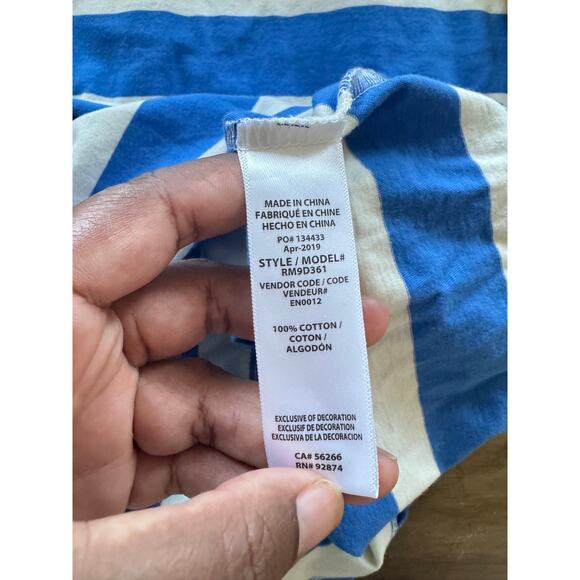 MADE IN CHINA
FABRIQUÉ EN CHINE
HECHO EN CHINA
PO# 134433
Apr-2019
STYLE / MODEL#
RM9D361
VENDOR CODE / CODE
VENDEUR#
EN0012
100% COTTON /
COTON /
ALGODÓN
EXCLUSIVE OF DECORATION
EXCLUSIF DE DECORATION
EXCLUSIVA DE LA DECORACION
CA# 56266
RN# 92874